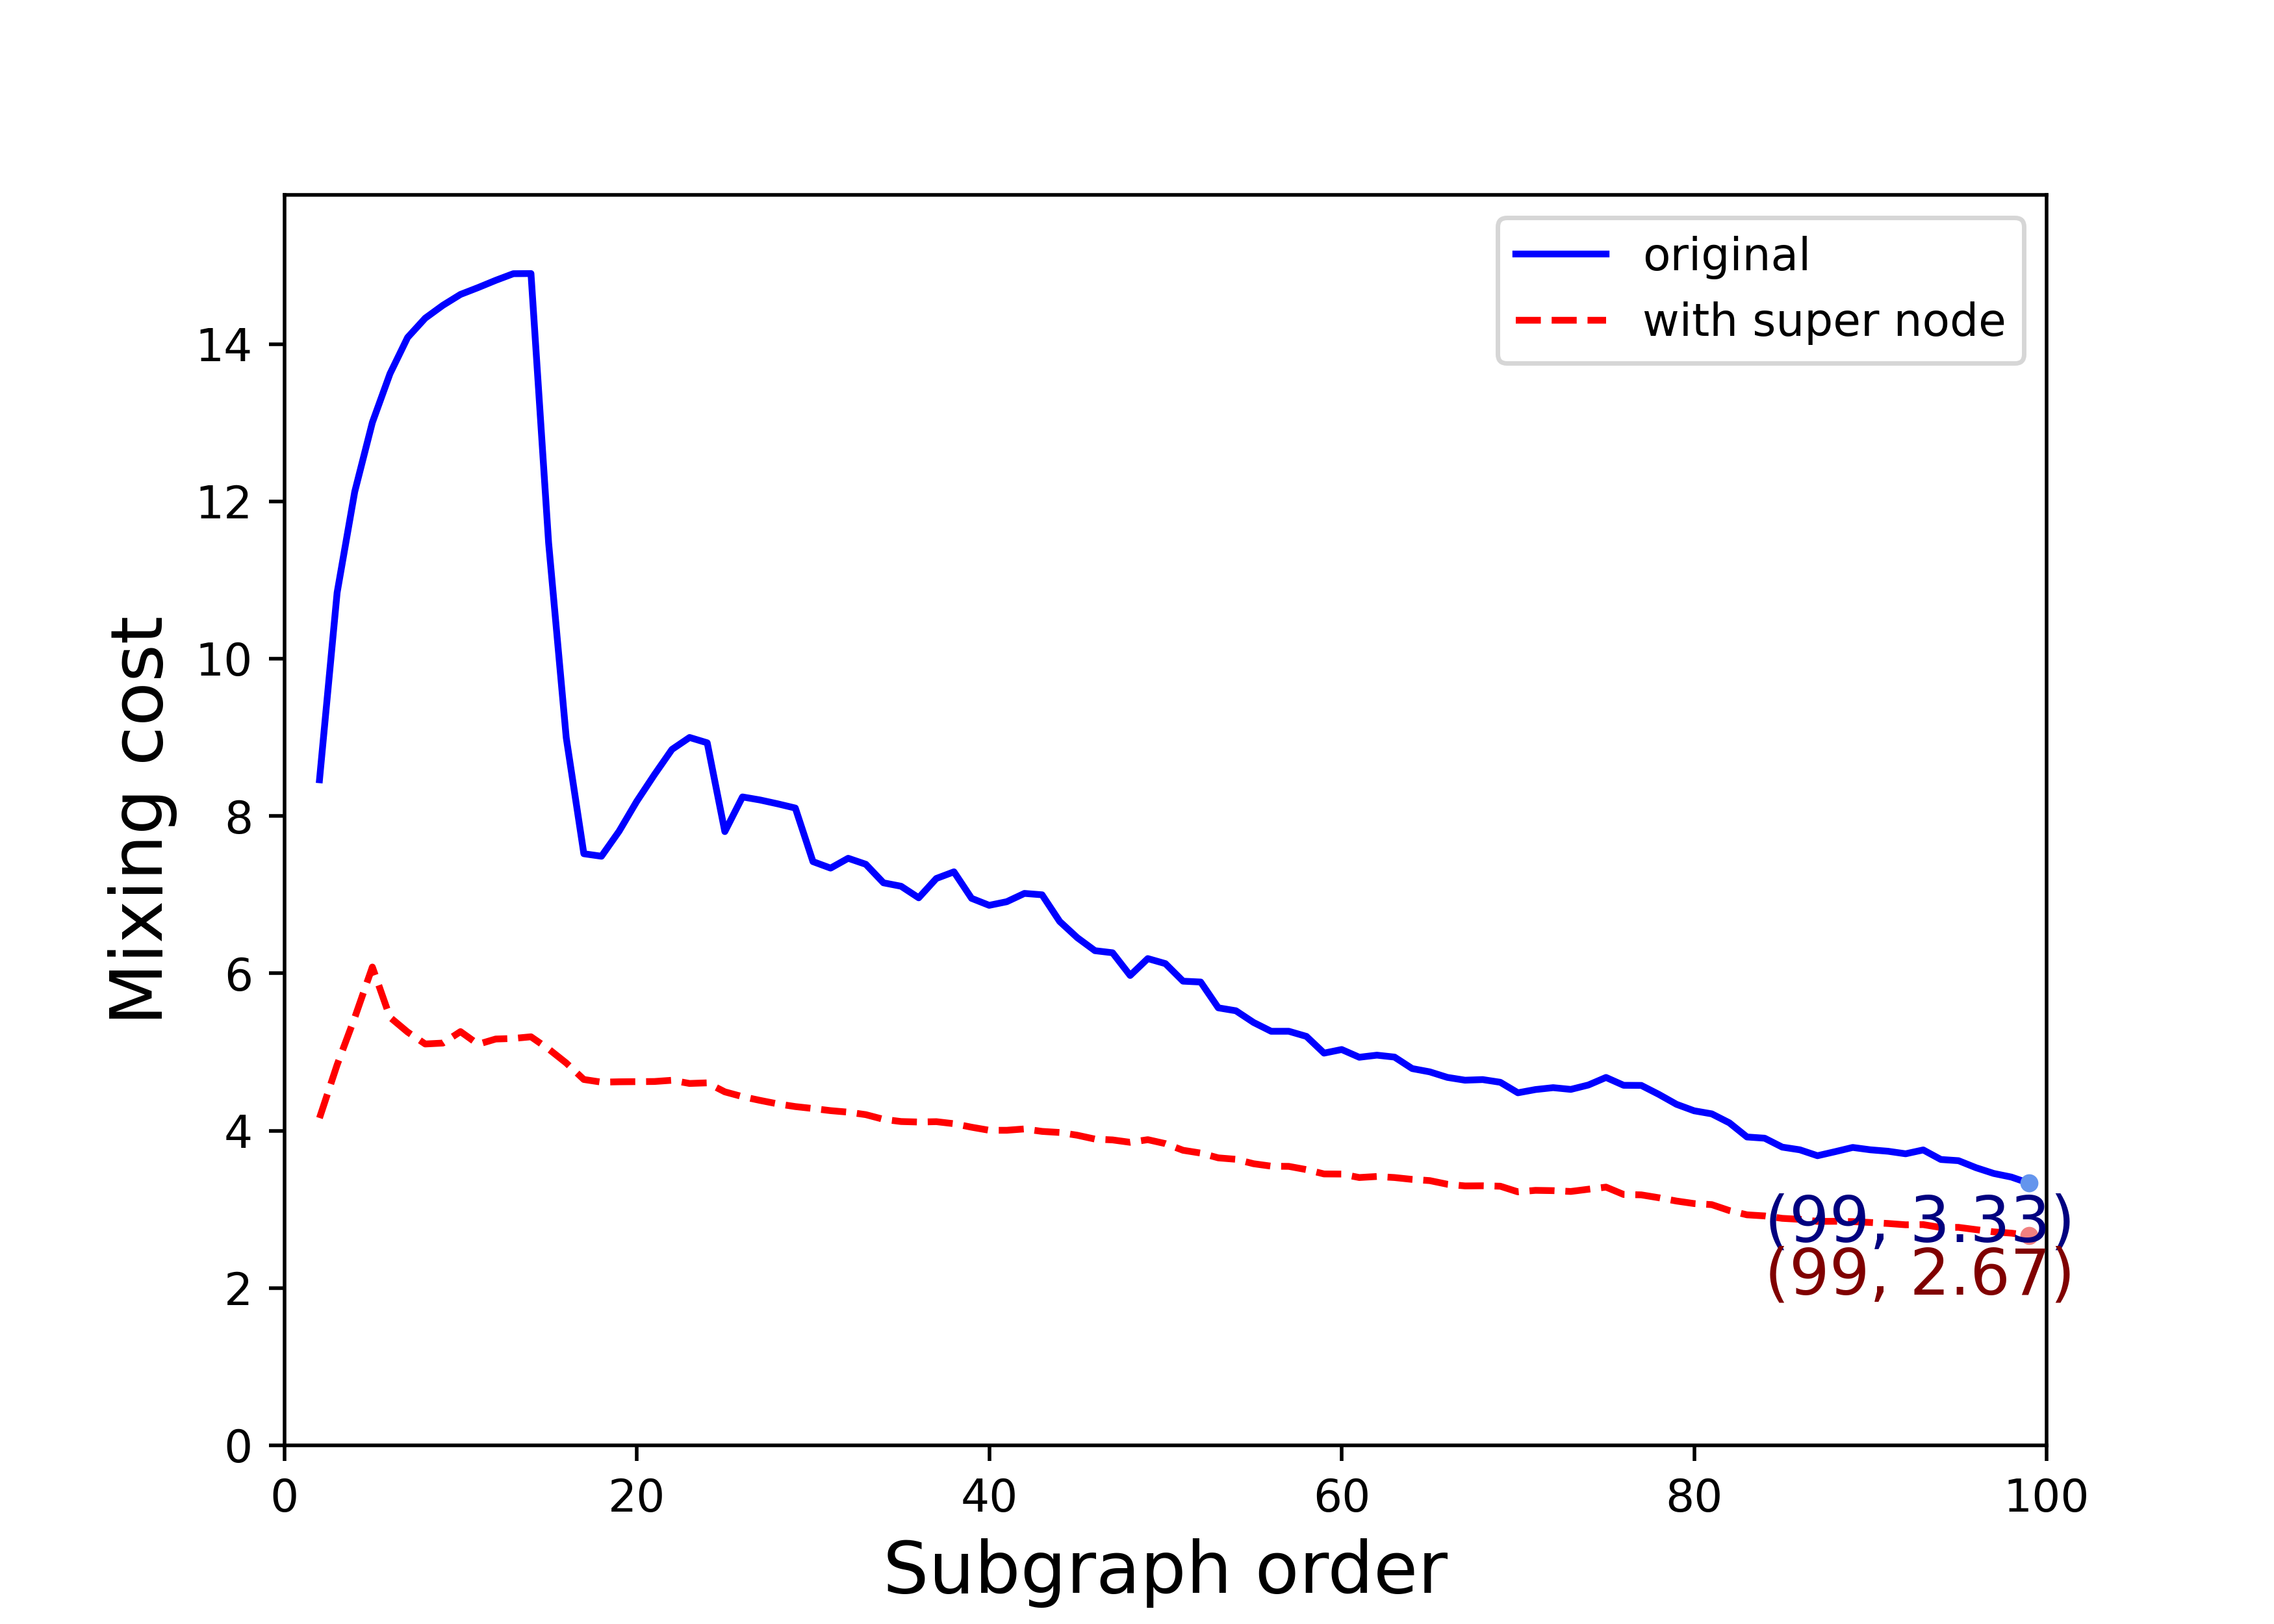 original
with super node
14
12
10
8
6
4
2
0
Mixing cost
(99, 3.33)
(99, 2.67)
0 20 40 60 80 100
Subgraph order